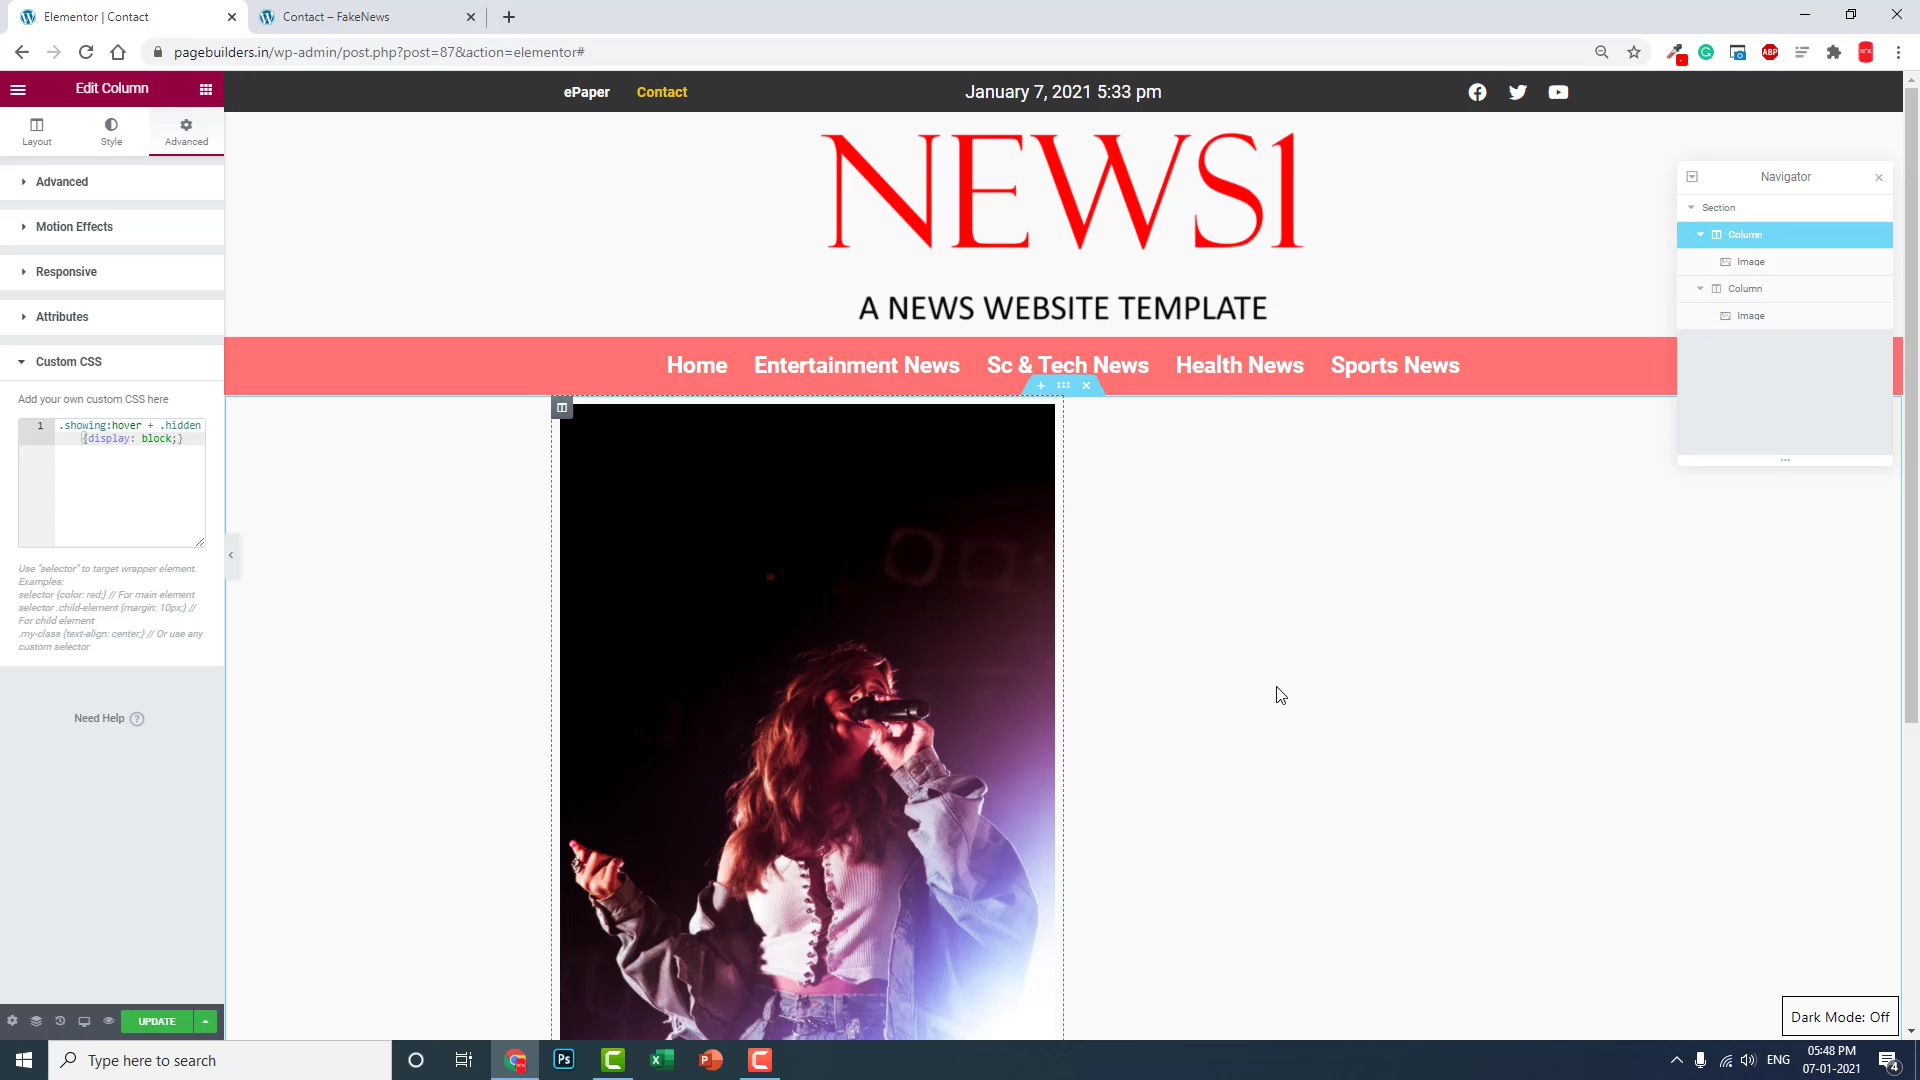 Elementor | Contact
Contact – FakeNews
pagebuilders.in/wp-admin/post.php?post=87&action=elementor#
ABP
Edit Column
Layout
Style
Advanced
Advanced
Motion Effects
Responsive
Attributes
Custom CSS
Add your own custom CSS here
1 .showing:hover + .hidden
{display: block;}
Use "selector" to target wrapper element.
Examples:
selector {color: red;} // For main element
selector .child-element {margin: 10px;} //
For child element
.my-class {text-align: center;} // Or use any
custom selector
Need Help ?
UPDATE
ePaper Contact
January 7, 2021 5:33 pm
NEWS1
A NEWS WEBSITE TEMPLATE
Home Entertainment News Sc & Tech News Health News Sports News
Navigator
Section
Column
Image
Column
Image
Dark Mode: Off
Type here to search
Ps
ENG
05:48 PM
07-01-2021
4